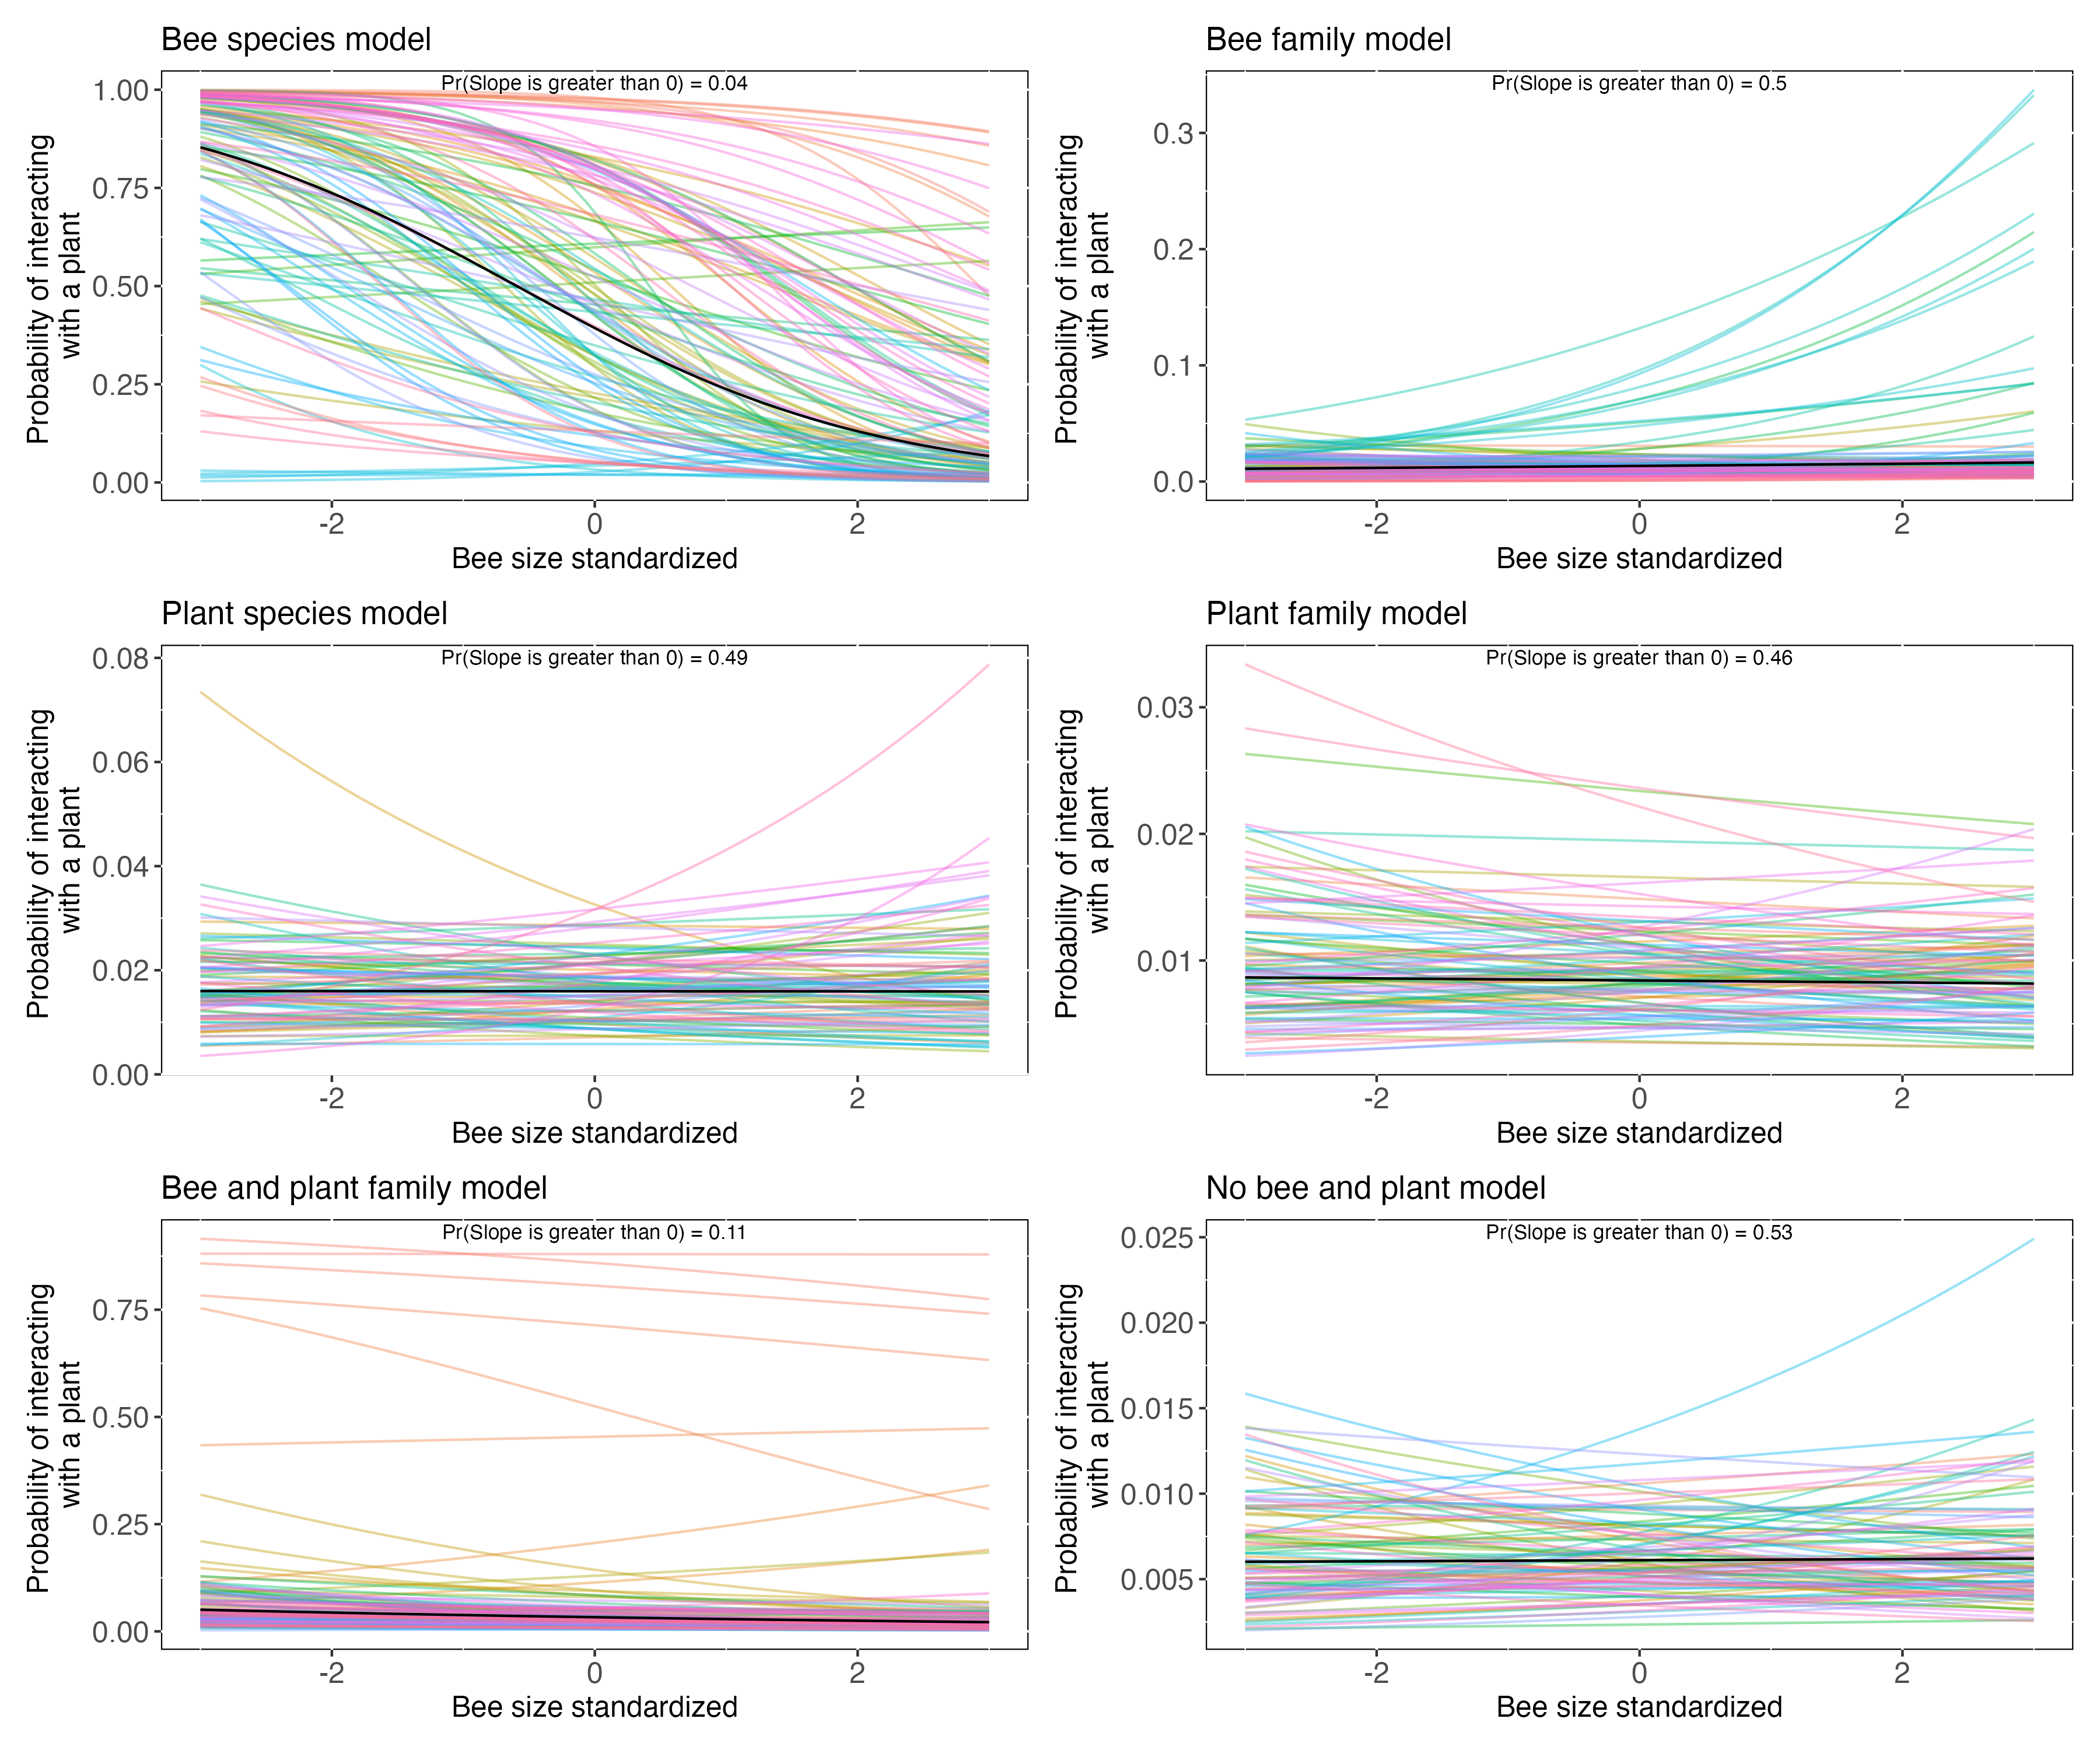 Bee species model
Pr(Slope is greater than 0) = 0.04
Probability of interacting
with a plant
1.00
0.75
0.50
0.25
0.00
-2
0
2
Bee size standardized
Bee family model
Pr(Slope is greater than 0) = 0.5
Probability of interacting
with a plant
0.3
0.2
0.1
0.0
-2
0
2
Bee size standardized
Plant species model
Pr(Slope is greater than 0) = 0.49
Probability of interacting
with a plant
0.08
0.06
0.04
0.02
0.00
-2
0
2
Bee size standardized
Plant family model
Pr(Slope is greater than 0) = 0.46
Probability of interacting
with a plant
0.03
0.02
0.01
-2
0
2
Bee size standardized
Bee and plant family model
Pr(Slope is greater than 0) = 0.11
Probability of interacting
with a plant
0.75
0.50
0.25
0.00
-2
0
2
Bee size standardized
No bee and plant model
Pr(Slope is greater than 0) = 0.53
Probability of interacting
with a plant
0.025
0.020
0.015
0.010
0.005
-2
0
2
Bee size standardized